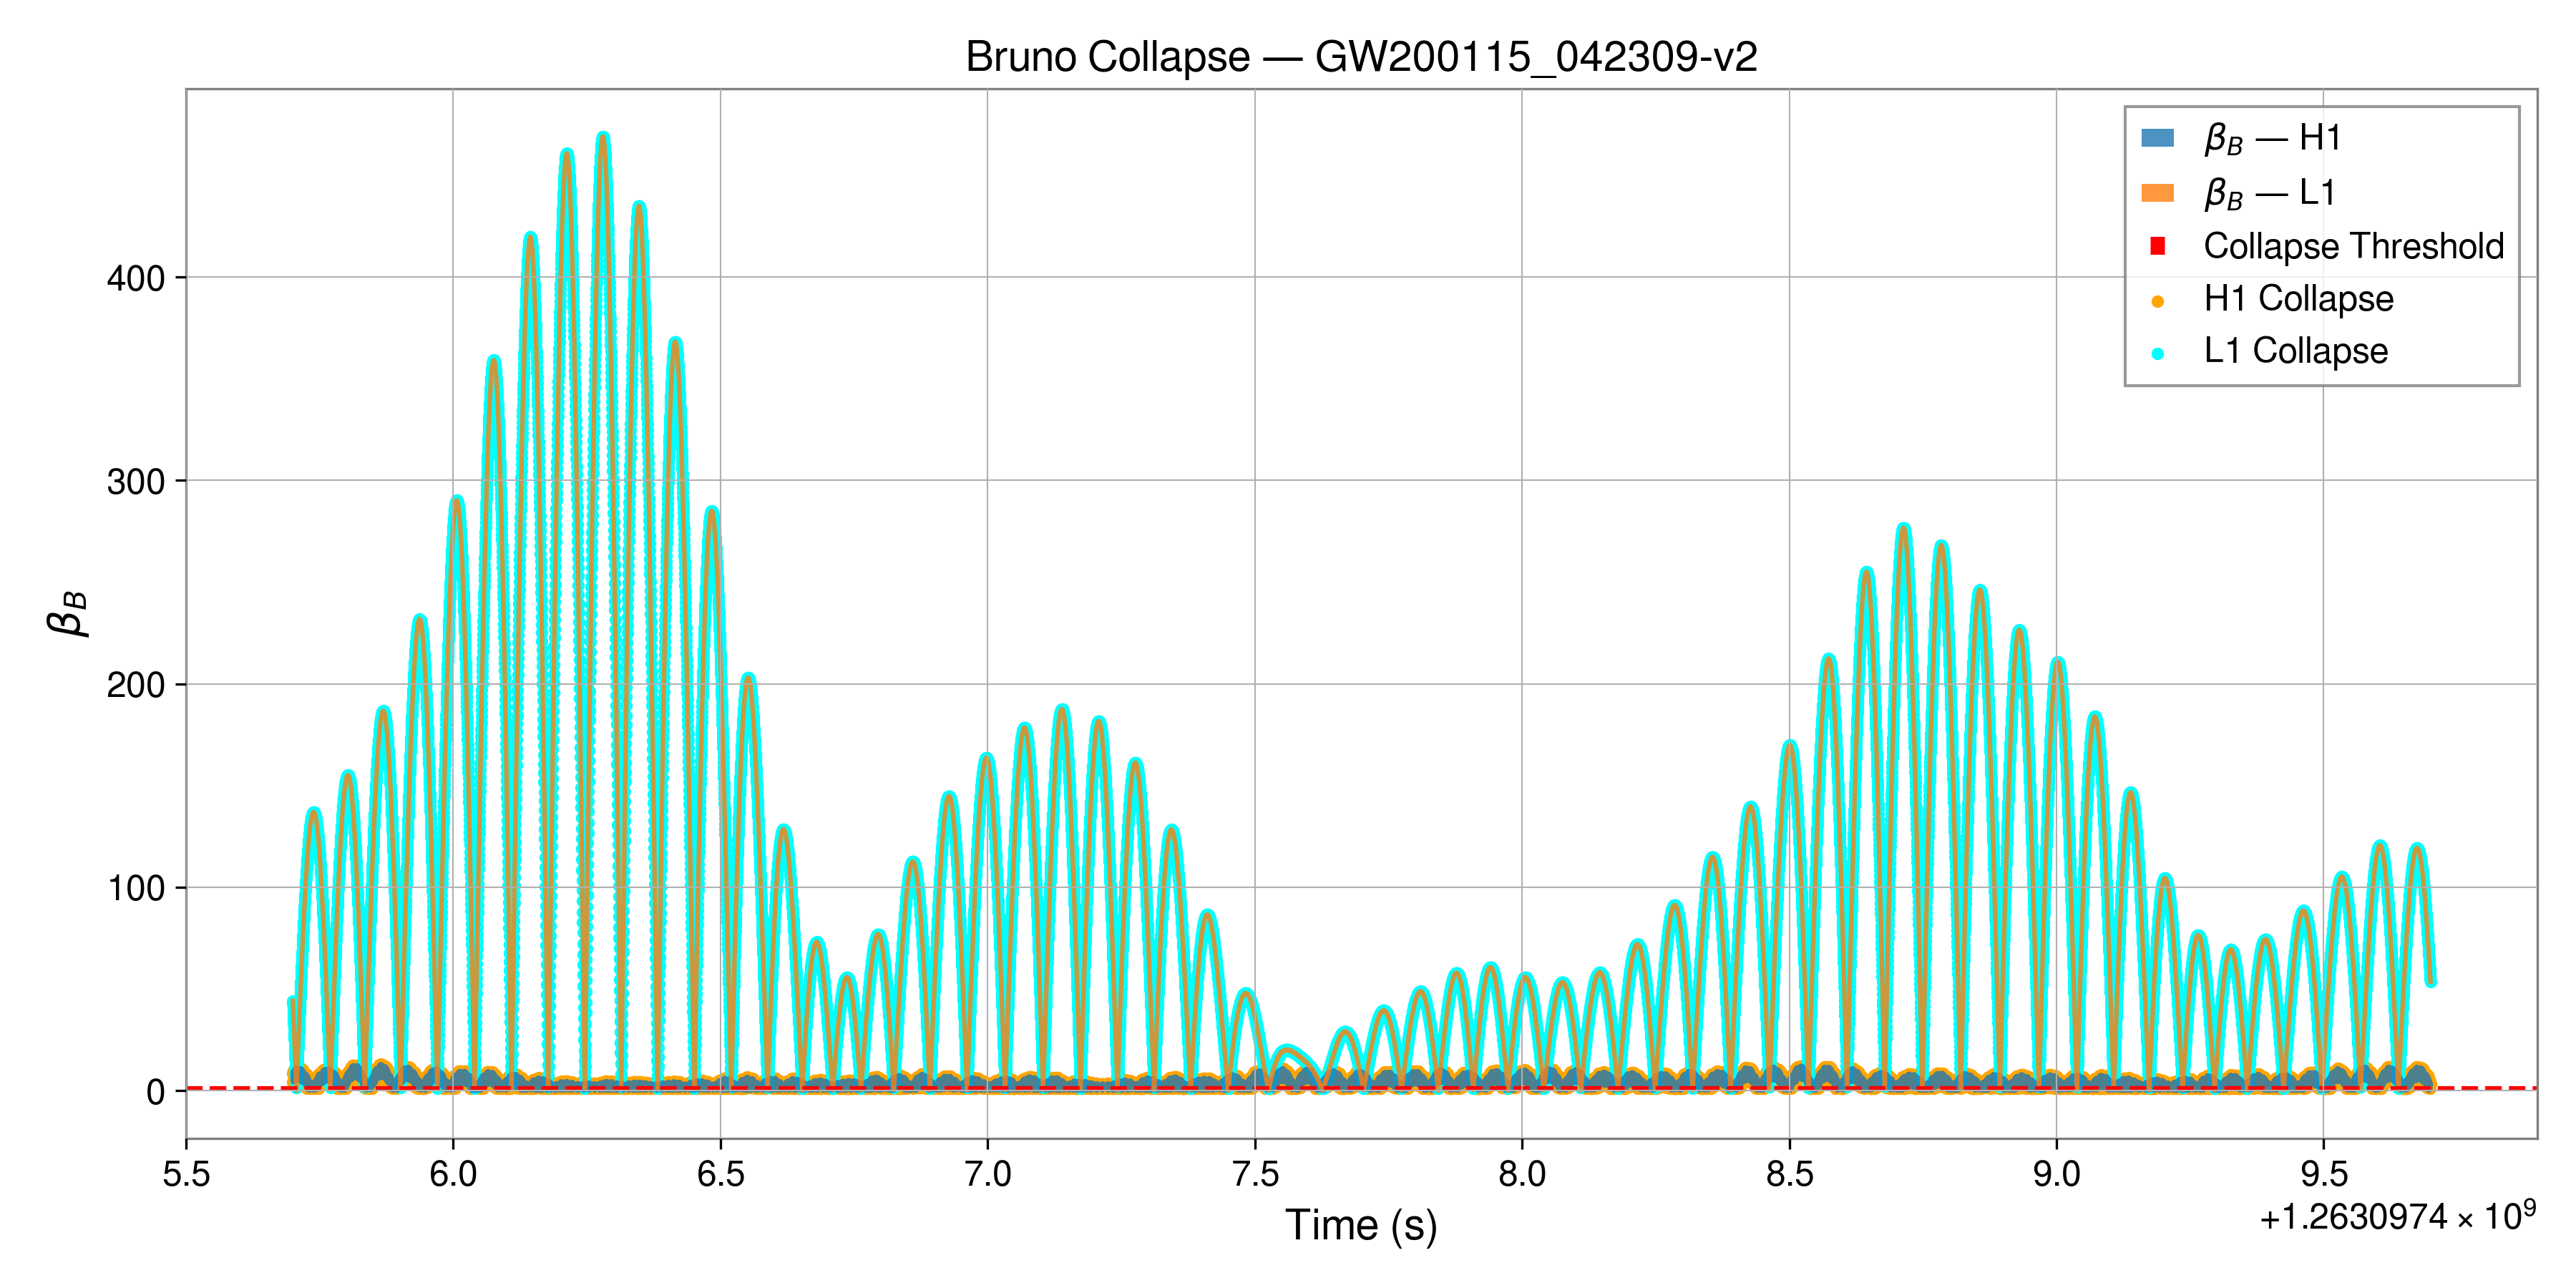 Bruno Collapse — GW200115_042309-v2
β_B — H1
β_B — L1
Collapse Threshold
H1 Collapse
L1 Collapse
400
300
200
100
0
β_B
5.5 6.0 6.5 7.0 7.5 8.0 8.5 9.0 9.5
+1.2630974 × 10⁹
Time (s)